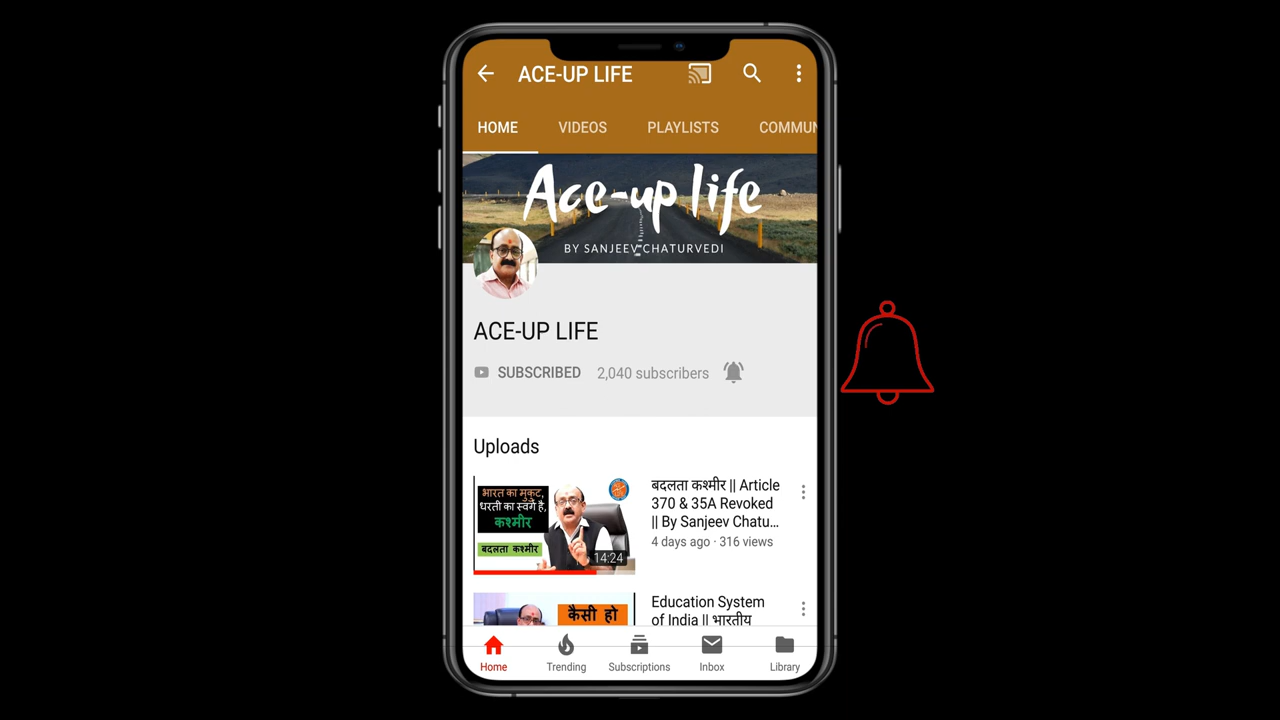 ACE-UP LIFE
HOME VIDEOS PLAYLISTS COMMUN
Ace-up life
BY SANJEEV CHATURVEDI
ACE-UP LIFE
SUBSCRIBED 2,040 subscribers
Uploads
भारत का मुकुट,
धरती का स्वर्ग है,
कश्मीर
बदलता कश्मीर
14:24
बदलता कश्मीर || Article
370 & 35A Revoked
|| By Sanjeev Chatu...
4 days ago · 316 views
कैसी हो
Education System
of India || भारतीय
Home Trending Subscriptions Inbox Library